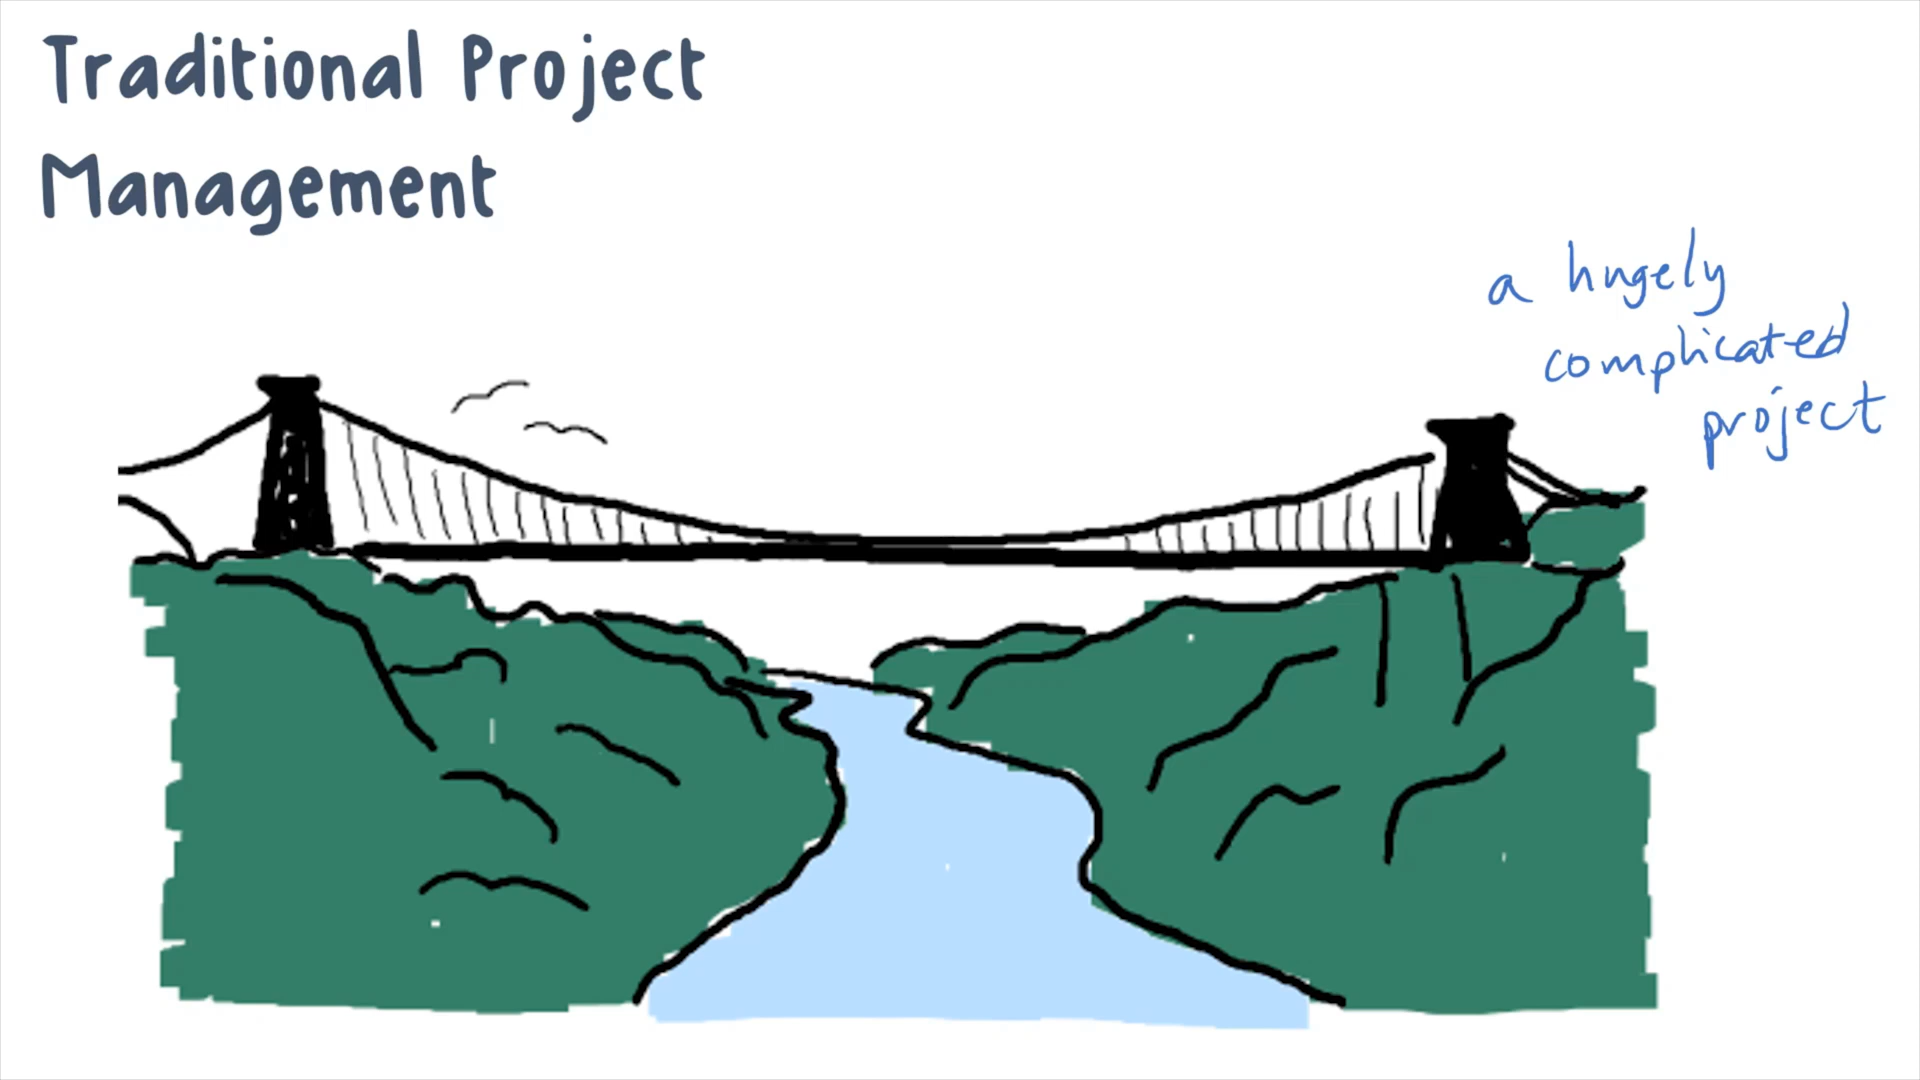 Traditional Project
Management
a hugely
complicated
project